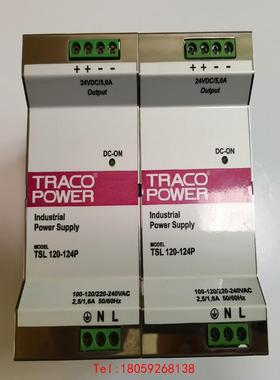 + + - -
24VDC/5,0A
Output
DC-ON
TRACO
POWER
Industrial
Power Supply
MODEL
TSL 120-124P
100-120/220-240VAC
2,5/1,6A 50/60Hz
N L
+ + - -
24VDC/5,0A
Output
DC-ON
TRACO
POWER
Industrial
Power Supply
MODEL
TSL 120-124P
100-120/220-240VAC
2,5/1,6A 50/60Hz
N L
Tel -18059268138